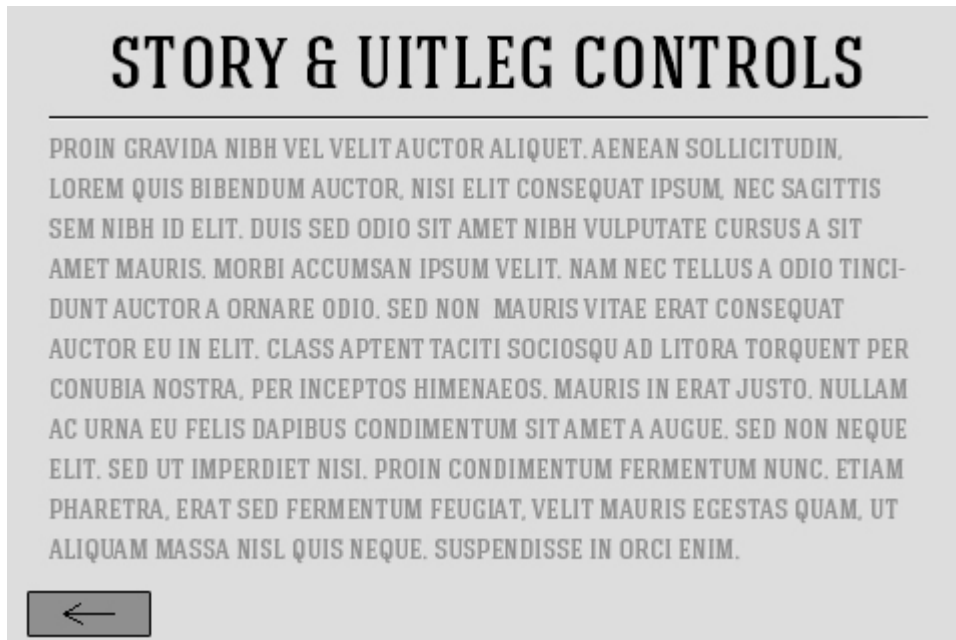 STORY & UITLEG CONTROLS
PROIN GRAVIDA NIBH VEL VELIT AUCTOR ALIQUET. AENEAN SOLLICITUDIN,
LOREM QUIS BIBENDUM AUCTOR, NISI ELIT CONSEQUAT IPSUM, NEC SAGITTIS
SEM NIBH ID ELIT. DUIS SED ODIO SIT AMET NIBH VULPUTATE CURSUS A SIT
AMET MAURIS. MORBI ACCUMSAN IPSUM VELIT. NAM NEC TELLUS A ODIO TINCI-
DUNT AUCTOR A ORNARE ODIO. SED NON MAURIS VITAE ERAT CONSEQUAT
AUCTOR EU IN ELIT. CLASS APTENT TACITI SOCIOSQU AD LITORA TORQUENT PER
CONUBIA NOSTRA, PER INCEPTOS HIMENAEOS. MAURIS IN ERAT JUSTO. NULLAM
AC URNA EU FELIS DAPIBUS CONDIMENTUM SIT AMET A AUGUE. SED NON NEQUE
ELIT. SED UT IMPERDIET NISI. PROIN CONDIMENTUM FERMENTUM NUNC. ETIAM
PHARETRA, ERAT SED FERMENTUM FEUGIAT, VELIT MAURIS EGESTAS QUAM, UT
ALIQUAM MASSA NISL QUIS NEQUE. SUSPENDISSE IN ORCI ENIM.